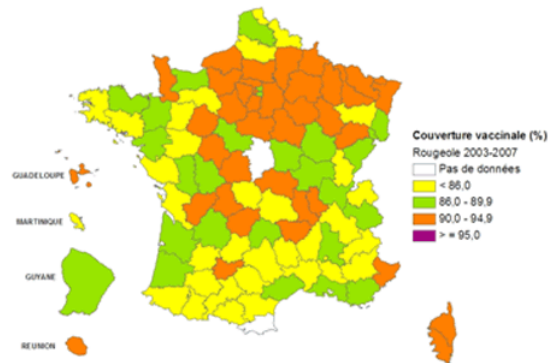 Couverture vaccinale (%)
Rougeole 2003-2007
Pas de données
< 86,0
86,0 - 89,9
90,0 - 94,9
> = 95,0
GUADELOUPE
MARTINIQUE
GUYANE
REUNION